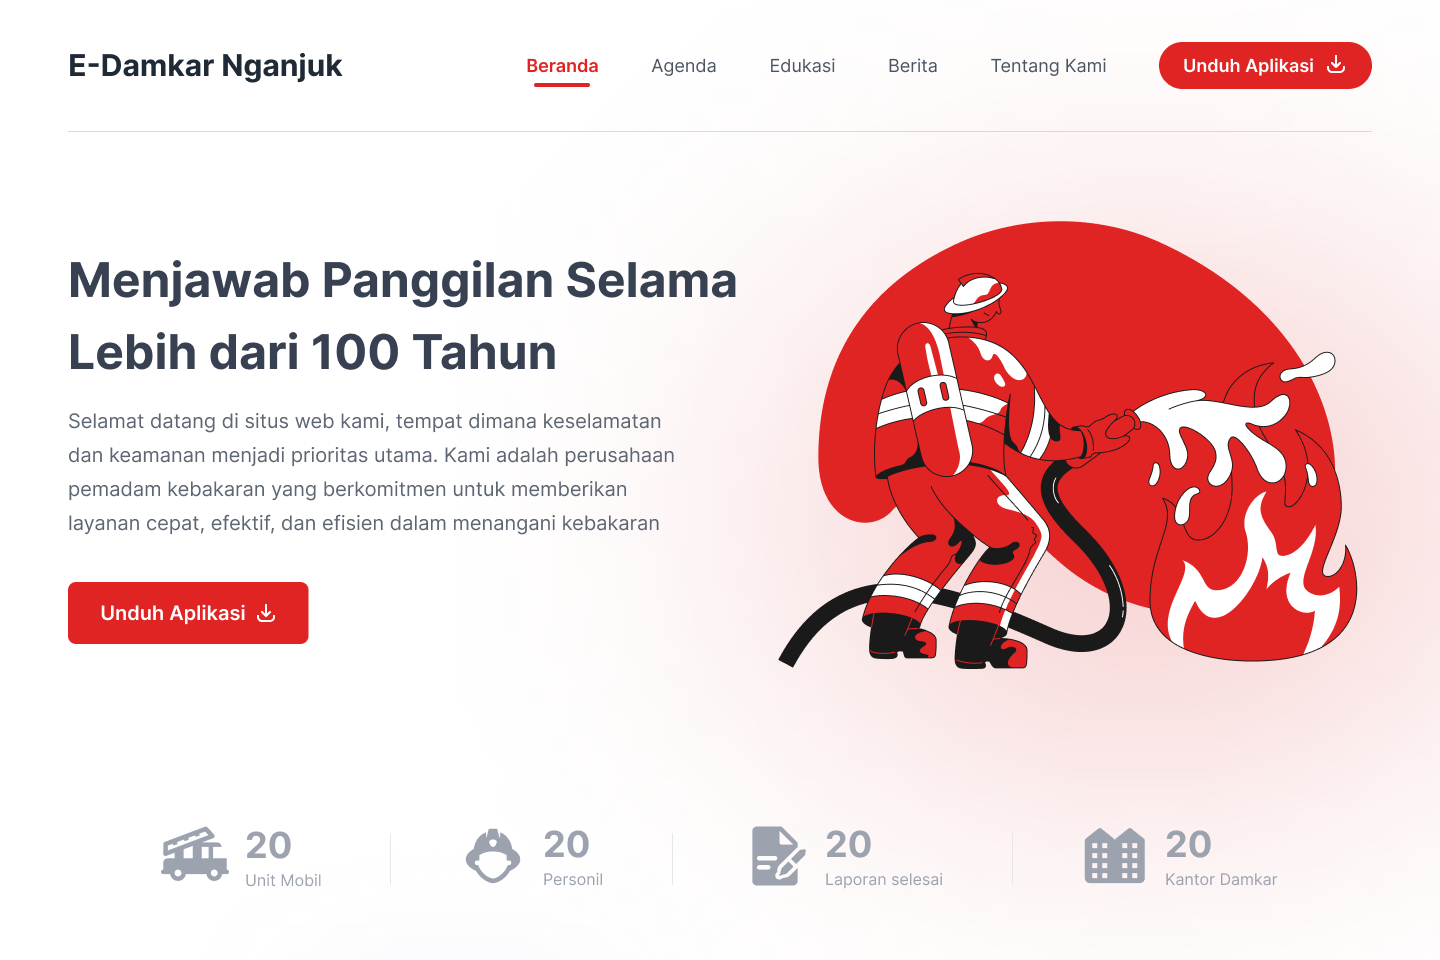 E-Damkar Nganjuk
Beranda
Agenda
Edukasi
Berita
Tentang Kami
Unduh Aplikasi
Menjawab Panggilan Selama
Lebih dari 100 Tahun
Selamat datang di situs web kami, tempat dimana keselamatan
dan keamanan menjadi prioritas utama. Kami adalah perusahaan
pemadam kebakaran yang berkomitmen untuk memberikan
layanan cepat, efektif, dan efisien dalam menangani kebakaran
Unduh Aplikasi
20
Unit Mobil
20
Personil
20
Laporan selesai
20
Kantor Damkar